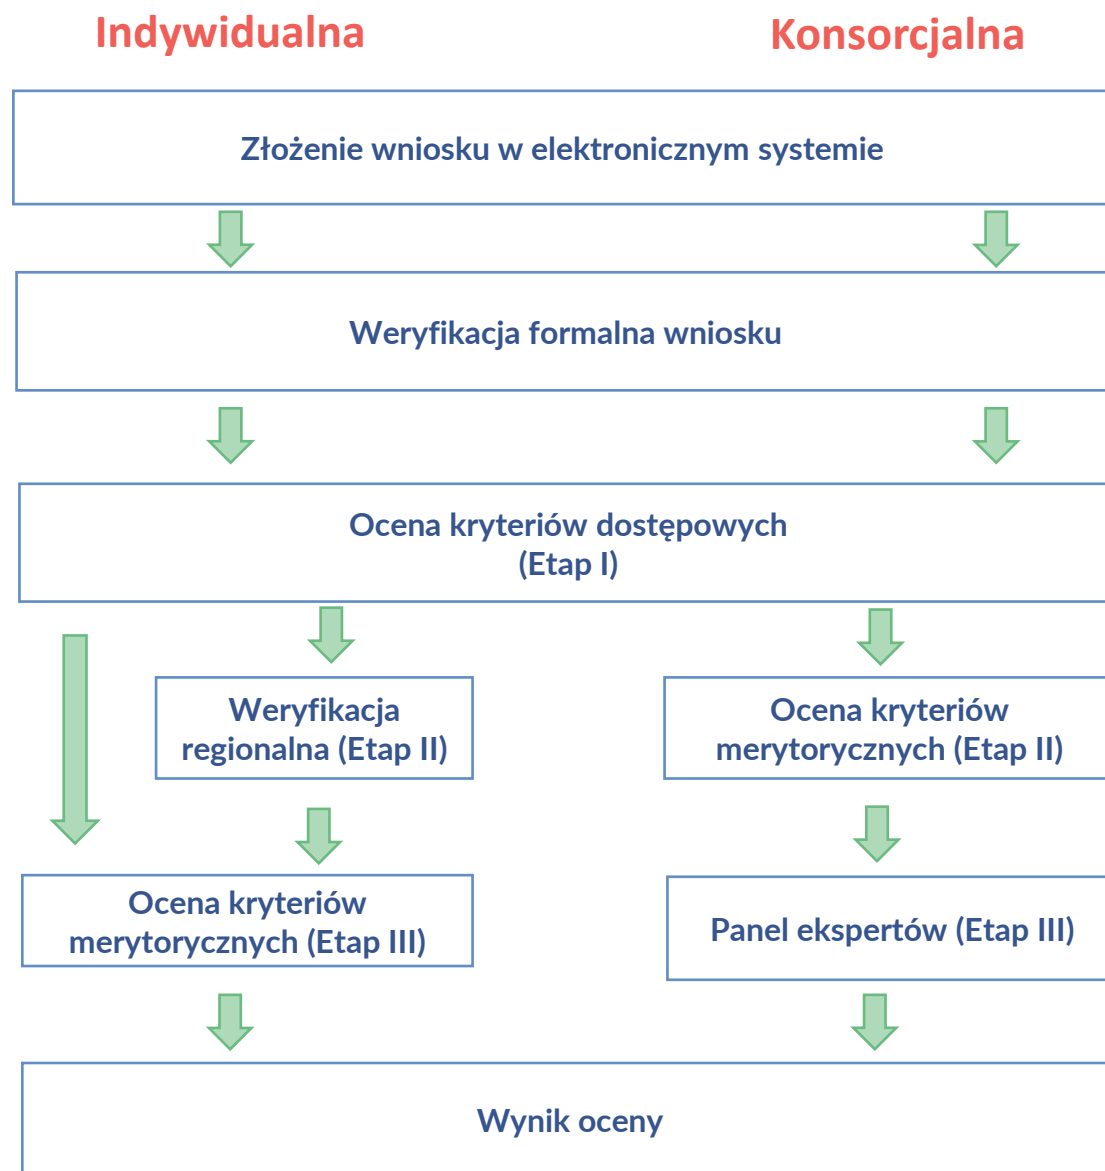 Indywidualna
Konsorcjalna
Złożenie wniosku w elektronicznym systemie
Weryfikacja formalna wniosku
Ocena kryteriów dostępowych
(Etap I)
Weryfikacja
regionalna (Etap II)
Ocena kryteriów
merytorycznych (Etap II)
Ocena kryteriów
merytorycznych (Etap III)
Panel ekspertów (Etap III)
Wynik oceny